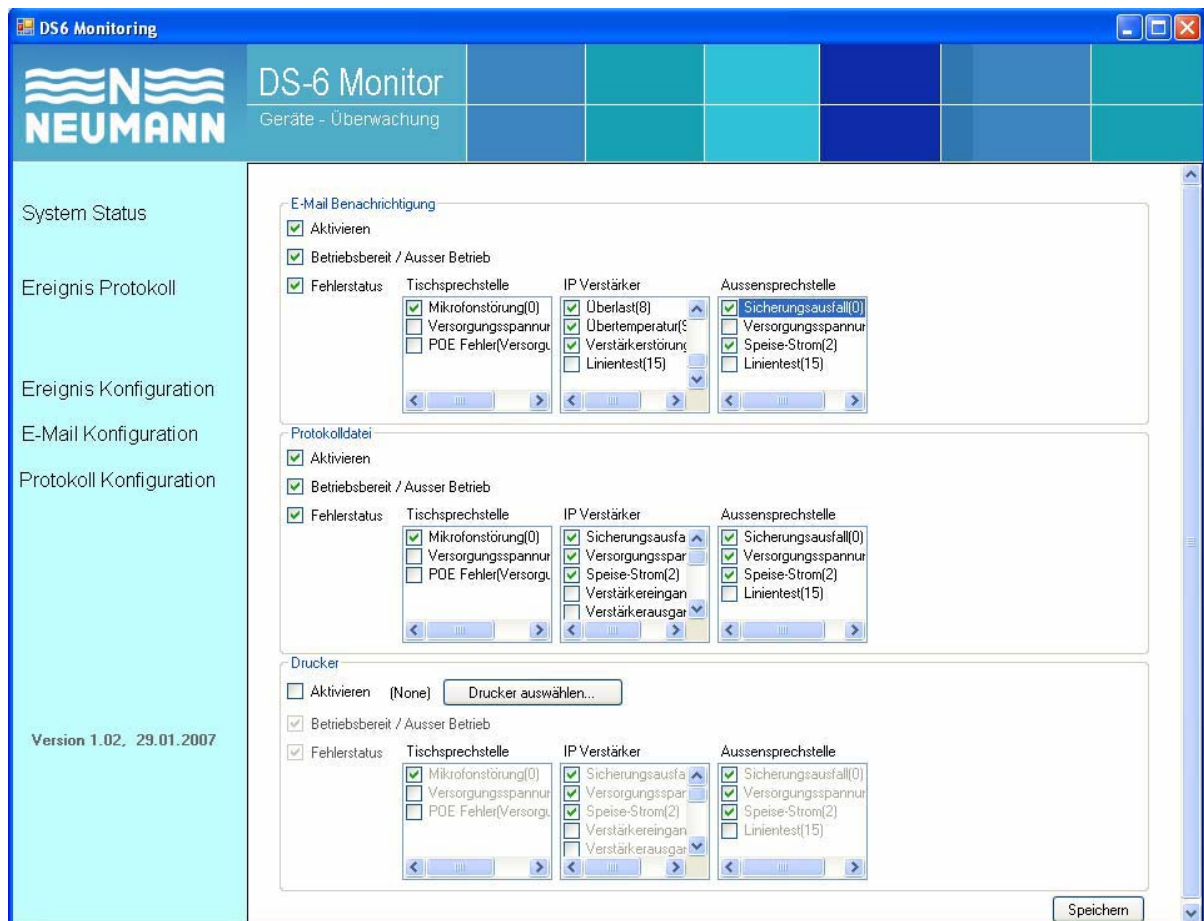 DS6 Monitoring
N
NEUMANN
DS-6 Monitor
Geräte - Überwachung
System Status
Ereignis Protokoll
Ereignis Konfiguration
E-Mail Konfiguration
Protokoll Konfiguration
Version 1.02, 29.01.2007
E-Mail Benachrichtigung
Aktivieren
Betriebsbereit / Ausser Betrieb
Fehlerstatus
Tischsprechstelle
Mikrofonstörung(0)
Versorgungsspannur
POE Fehler(Versorgu
IP Verstärker
Überlast(8)
Übertemperatur(9
Verstärkerstörung
Linientest(15)
Aussensprechstelle
Sicherungsausfall(0)
Versorgungsspannur
Speise-Strom(2)
Linientest(15)
Protokolldatei
Aktivieren
Betriebsbereit / Ausser Betrieb
Fehlerstatus
Tischsprechstelle
Mikrofonstörung(0)
Versorgungsspannur
POE Fehler(Versorgu
IP Verstärker
Sicherungsausfa
Versorgungsspar
Speise-Strom(2)
Verstärkereingan
Verstärkerausgar
Aussensprechstelle
Sicherungsausfall(0)
Versorgungsspannur
Speise-Strom(2)
Linientest(15)
Drucker
Aktivieren (None) Drucker auswählen...
Betriebsbereit / Ausser Betrieb
Fehlerstatus
Tischsprechstelle
Mikrofonstörung(0)
Versorgungsspannur
POE Fehler(Versorgu
IP Verstärker
Sicherungsausfa
Versorgungsspar
Speise-Strom(2)
Verstärkereingan
Verstärkerausgar
Aussensprechstelle
Sicherungsausfall(0)
Versorgungsspannur
Speise-Strom(2)
Linientest(15)
Speichern